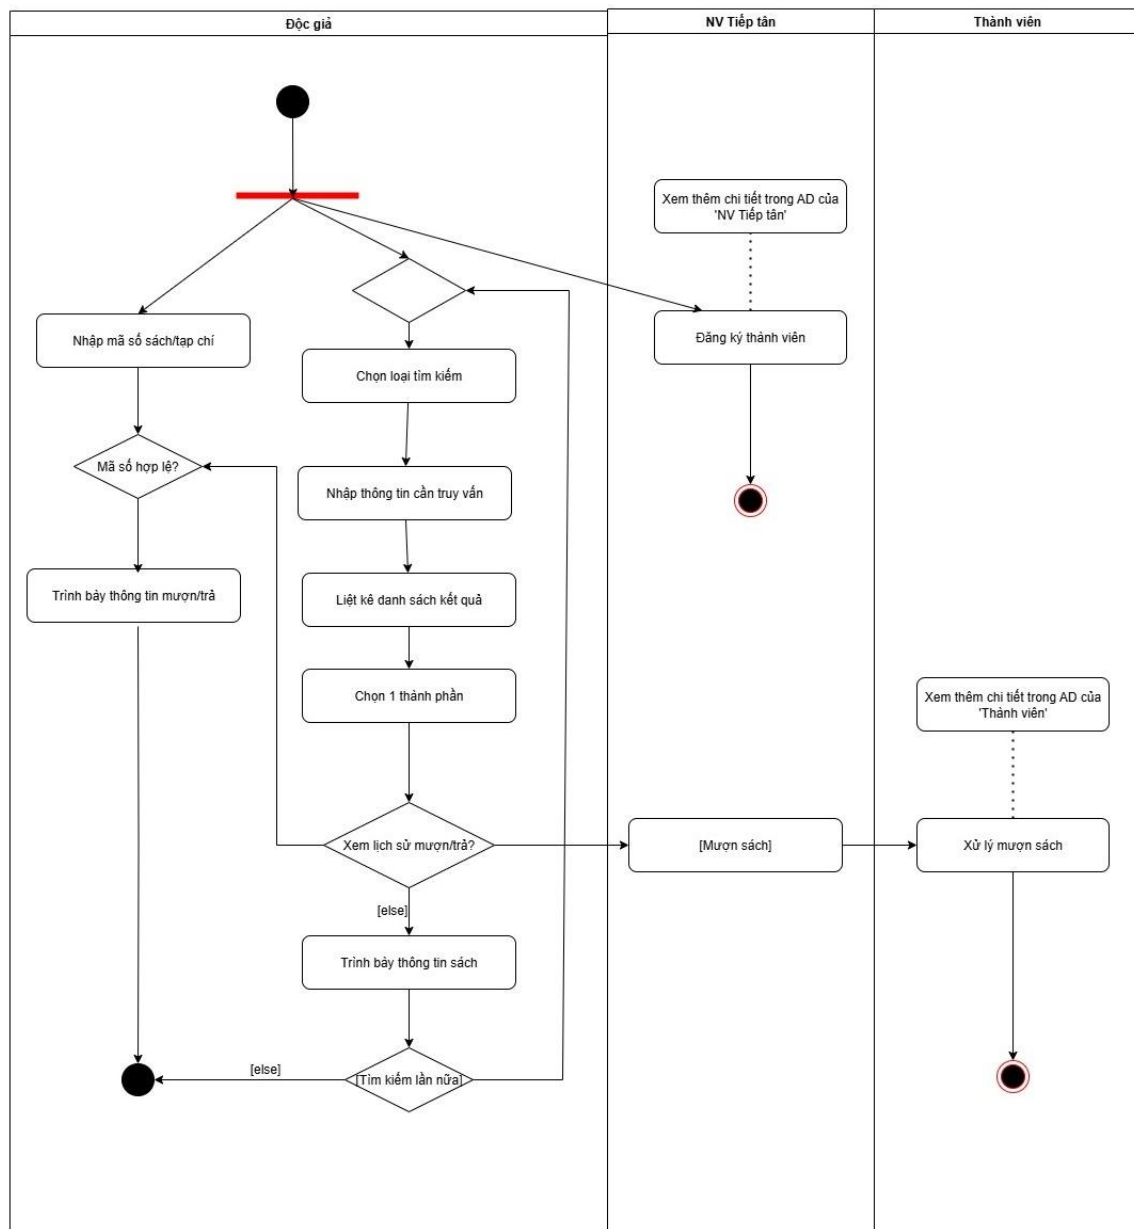 Độc giả
NV Tiếp tân
Thành viên
Xem thêm chi tiết trong AD của
'NV Tiếp tân'
Nhập mã số sách/tạp chí
Đăng ký thành viên
Chọn loại tìm kiếm
Mã số hợp lệ?
Nhập thông tin cần truy vấn
Trình bày thông tin mượn/trả
Liệt kê danh sách kết quả
Chọn 1 thành phần
Xem thêm chi tiết trong AD của
'Thành viên'
Xem lịch sử mượn/trả?
[Mượn sách]
Xử lý mượn sách
[else]
Trình bày thông tin sách
[else]
[Tìm kiếm lần nữa]